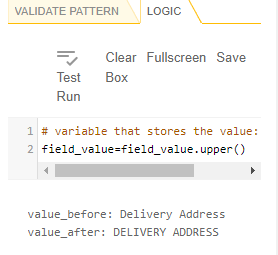 VALIDATE PATTERN LOGIC
Test Run Clear Box Fullscreen Save
1 # variable that stores the value:
2 field_value=field_value.upper()
value_before: Delivery Address
value_after: DELIVERY ADDRESS